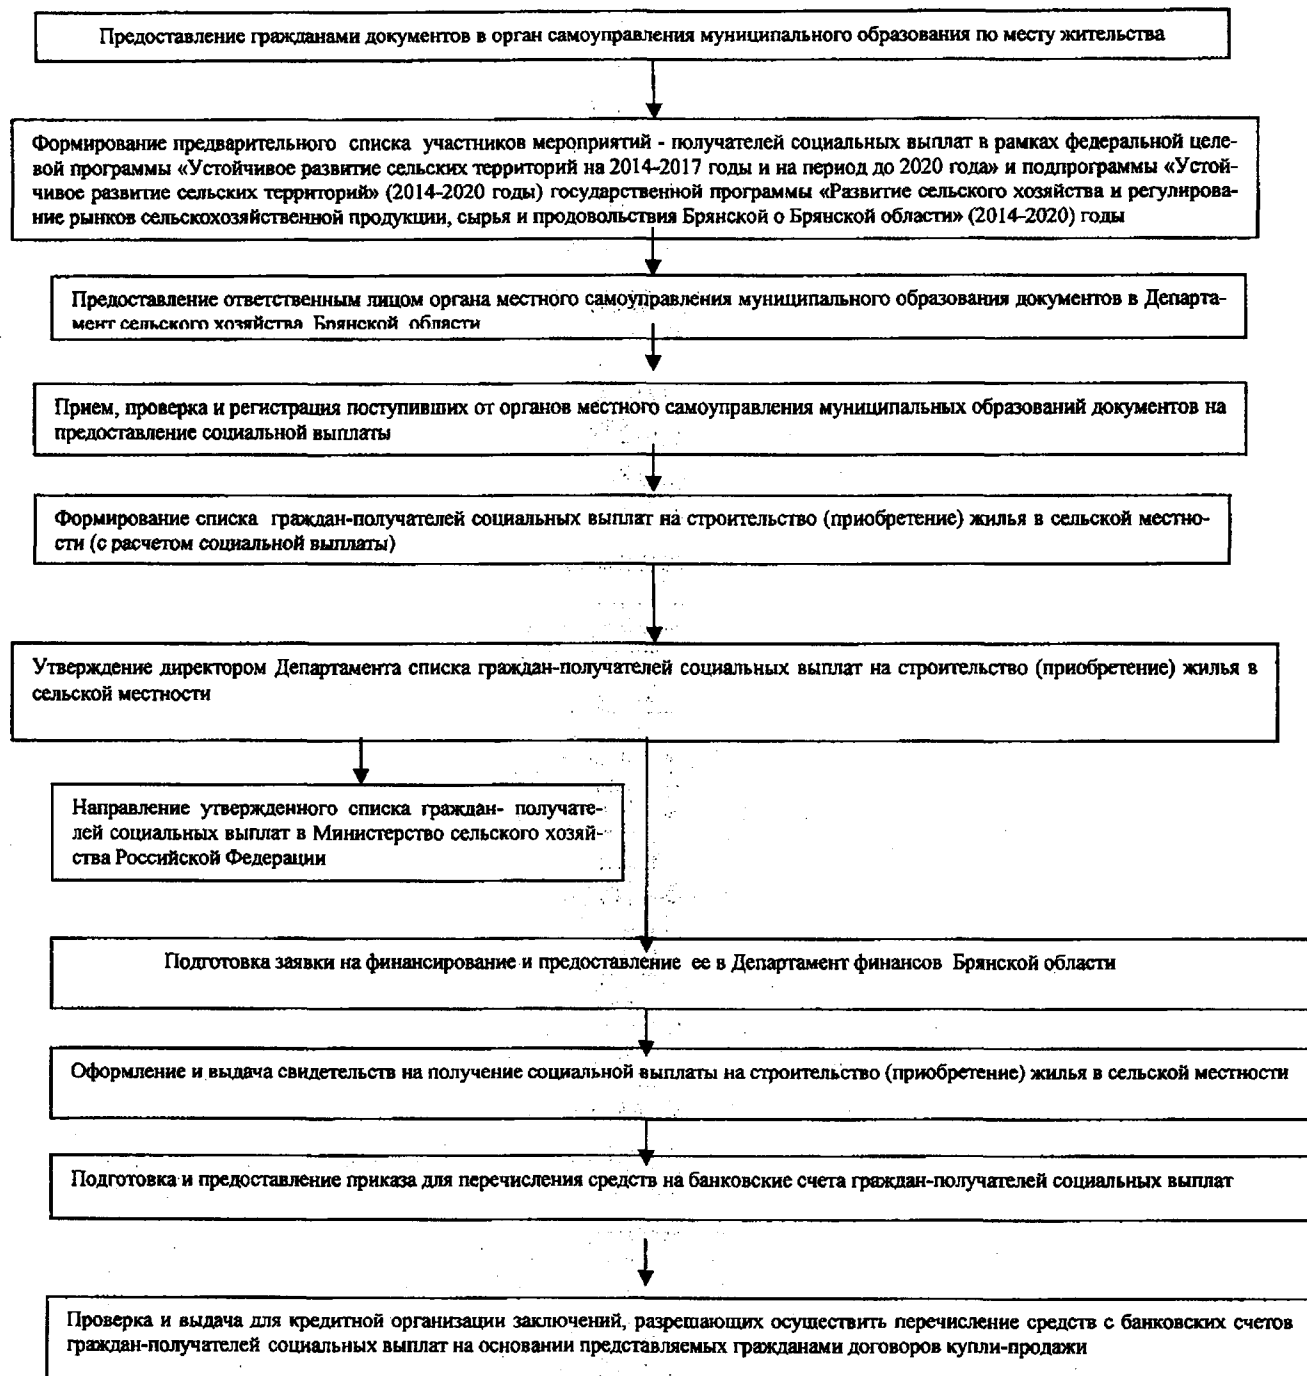 Предоставление гражданами документов в орган самоуправления муниципального образования по месту жительства
Формирование предварительного списка участников мероприятий - получателей социальных выплат в рамках федеральной целе-
вой программы «Устойчивое развитие сельских территорий на 2014-2017 годы и на период до 2020 года» и подпрограммы «Устой-
чивое развитие сельских территорий» (2014-2020 годы) государственной программы «Развитие сельского хозяйства и регулирова-
ние рынков сельскохозяйственной продукции, сырья и продовольствия Брянской о Брянской области» (2014-2020) годы
Предоставление ответственным лицом органа местного самоуправления муниципального образования документов в Департа-
мент сельского хозяйства Брянской области
Прием, проверка и регистрация поступивших от органов местного самоуправления муниципальных образований документов на
предоставление социальной выплаты
Формирование списка граждан-получателей социальных выплат на строительство (приобретение) жилья в сельской местно-
сти (с расчетом социальной выплаты)
Утверждение директором Департамента списка граждан-получателей социальных выплат на строительство (приобретение) жилья в
сельской местности
Направление утвержденного списка граждан- получате-
лей социальных выплат в Министерство сельского хозяй-
ства Российской Федерации
Подготовка заявки на финансирование и предоставление ее в Департамент финансов Брянской области
Оформление и выдача свидетельств на получение социальной выплаты на строительство (приобретение) жилья в сельской местности
Подготовка и предоставление приказа для перечисления средств на банковские счета граждан-получателей социальных выплат
Проверка и выдача для кредитной организации заключений, разрешающих осуществить перечисление средств с банковских счетов
граждан-получателей социальных выплат на основании представляемых гражданами договоров купли-продажи